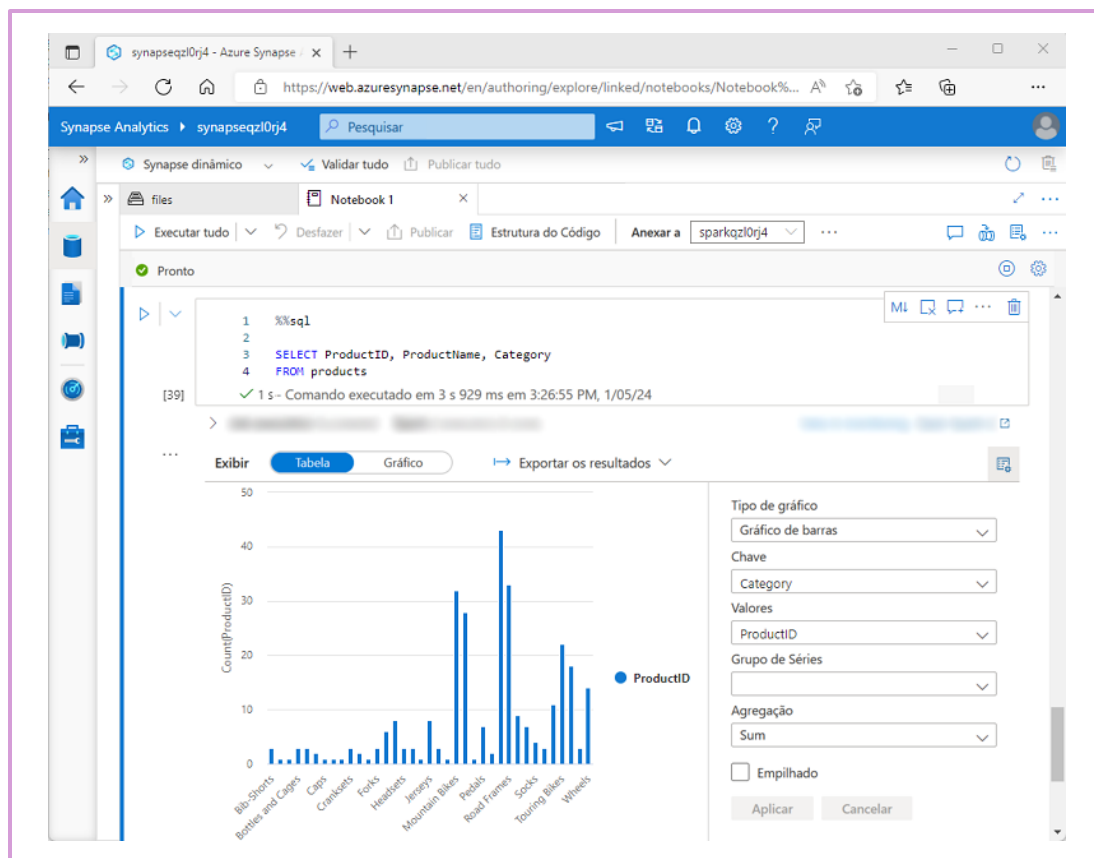 synapseqzl0rj4 - Azure Synapse
https://web.azuresynapse.net/en/authoring/explore/linked/notebooks/Notebook%...
Synapse Analytics synapseqzl0rj4 Pesquisar
Synapse dinâmico Validar tudo Publicar tudo
files Notebook 1
Executar tudo Desfazer Publicar Estrutura do Código Anexar a sparkqzl0rj4
Pronto
M↓
1 %%sql
2
3 SELECT ProductID, ProductName, Category
4 FROM products
[39] 1 s - Comando executado em 3 s 929 ms em 3:26:55 PM, 1/05/24
Exibir Tabela Gráfico Exportar os resultados
50
40
30
20
10
0
Count(ProductID)
Bib-Shorts
Bottles and Cages
Caps
Cranksets
Forks
Headsets
Jerseys
Mountain Bikes
Pedals
Road Frames
Socks
Touring Bikes
Wheels
ProductID
Tipo de gráfico
Gráfico de barras
Chave
Category
Valores
ProductID
Grupo de Séries
Agregação
Sum
Empilhado
Aplicar Cancelar